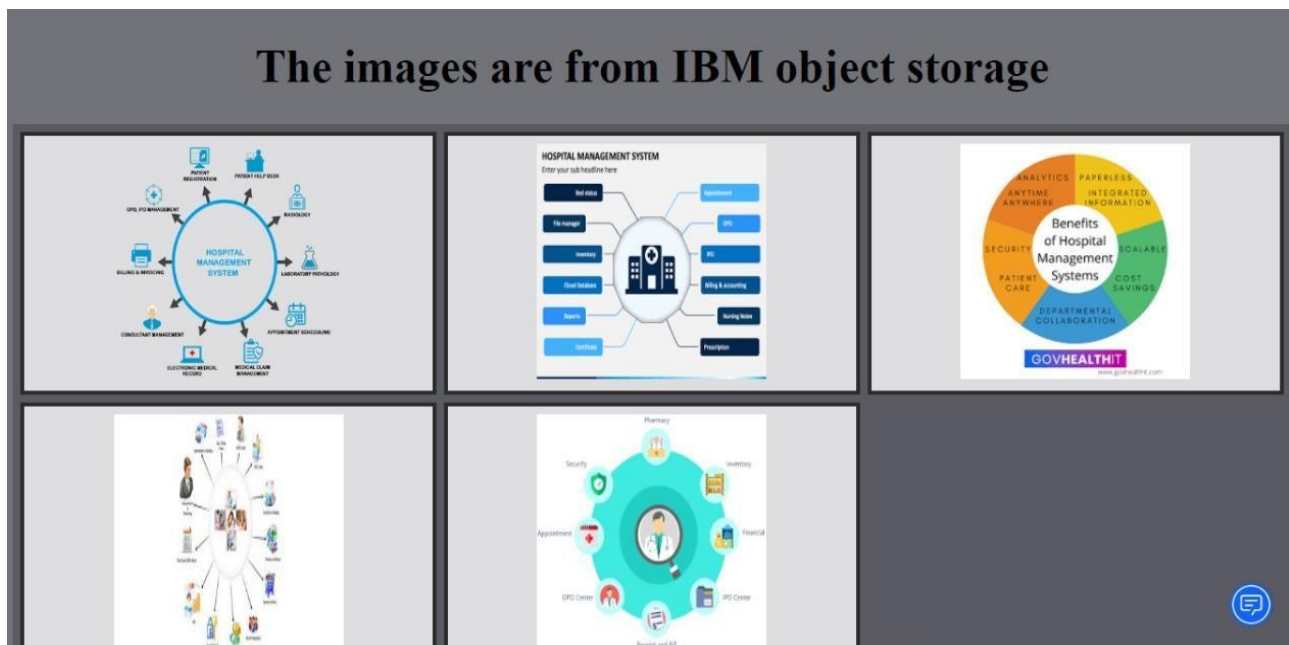 The images are from IBM object storage
PATIENT
REGISTRATION
PATIENT HELP DESK
OPD, IPD MANAGEMENT
RADIOLOGY
HOSPITAL
MANAGEMENT
SYSTEM
BILLING & INVOICING
LABORATORY PATHOLOGY
CONSULTANT MANAGEMENT
APPOINTMENT SCHEDULING
ELECTRONIC MEDICAL
RECORD
MEDICAL CLAIM
MANAGEMENT
HOSPITAL MANAGEMENT SYSTEM
Enter your sub headline here
Bed status
Appointment
File manager
OPD
Inventory
IPD
Cloud Database
Billing & accounting
Reports
Nursing Notes
Certificate
Prescription
ANALYTICS
PAPERLESS
ANYTIME
ANYWHERE
INTEGRATED
INFORMATION
Benefits
of Hospital
Management
Systems
SECURITY
SCALABLE
PATIENT
CARE
COST
SAVINGS
DEPARTMENTAL
COLLABORATION
GOVHEALTHIT
www.govhealthit.com
Pharmacy
Security
Inventory
Appointment
Financial
OPD Center
IPD Center